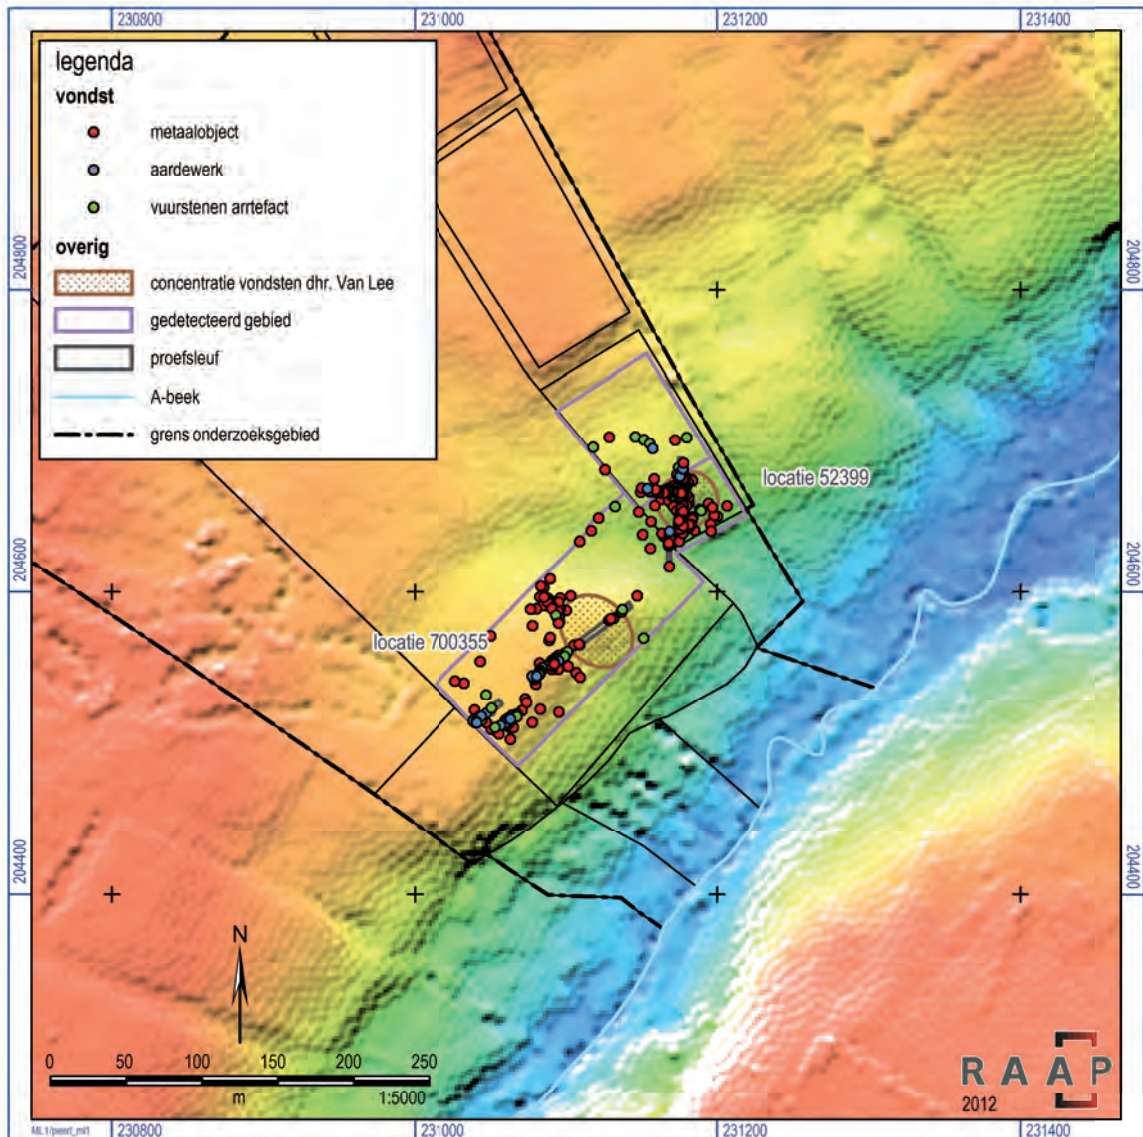 230800
231000
231200
231400
legenda
vondst
metaalobject
aardewerk
vuurstenen arrtefact
overig
concentratie vondsten dhr. Van Lee
gedetecteerd gebied
proefsleuf
A-beek
grens onderzoeksgebied
204800
204800
locatie 52399
204600
204600
locatie 700355
204400
204400
N
0 50 100 150 200 250
m
1:5000
RAAP
2012
230800
231000
231200
231400